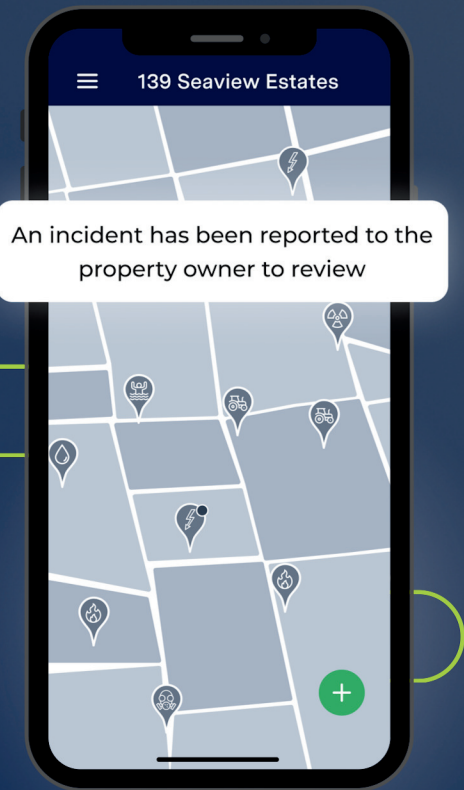 139 Seaview Estates
An incident has been reported to the
property owner to review